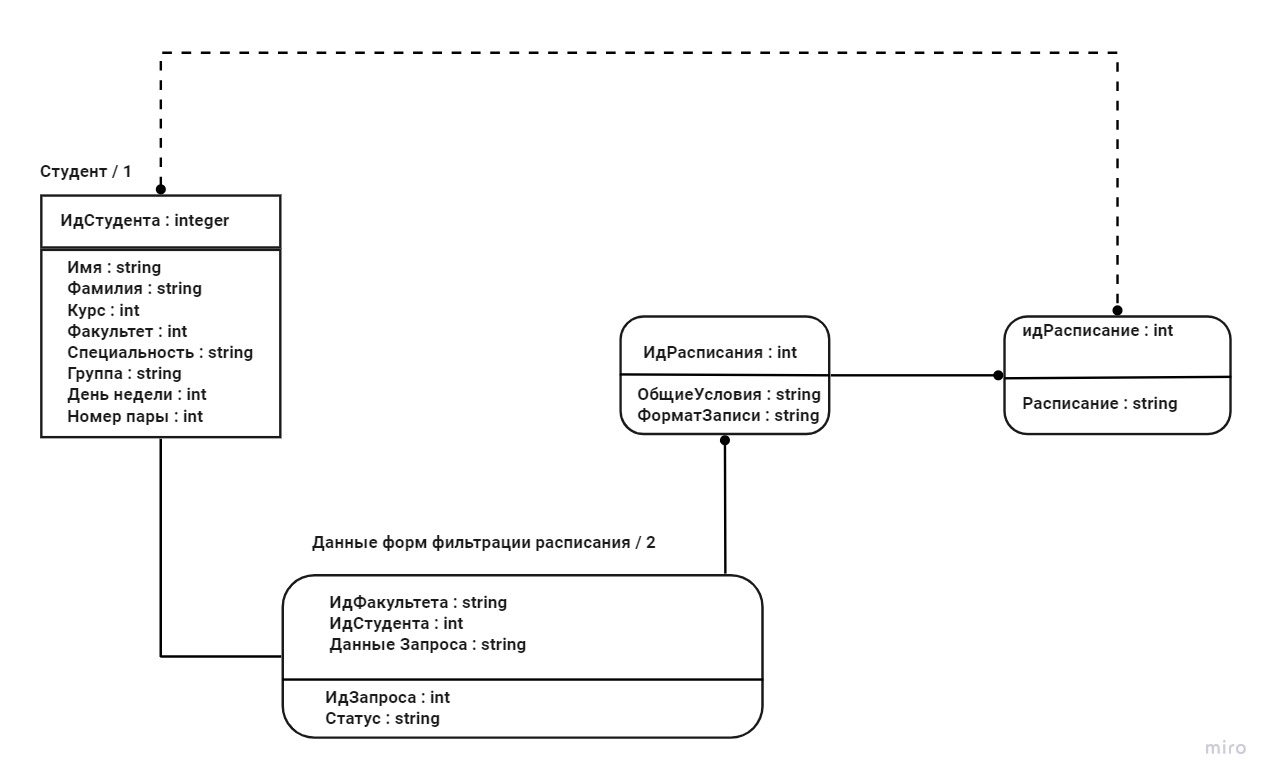 Студент / 1
ИдСтудента : integer
Имя : string
Фамилия : string
Курс : int
Факультет : int
Специальность : string
Группа : string
День недели : int
Номер пары : int
ИдРасписания : int
ОбщиеУсловия : string
ФорматЗаписи : string
идРасписание : int
Расписание : string
Данные форм фильтрации расписания / 2
ИдФакультета : string
ИдСтудента : int
Данные Запроса : string
ИдЗапроса : int
Статус : string
miro